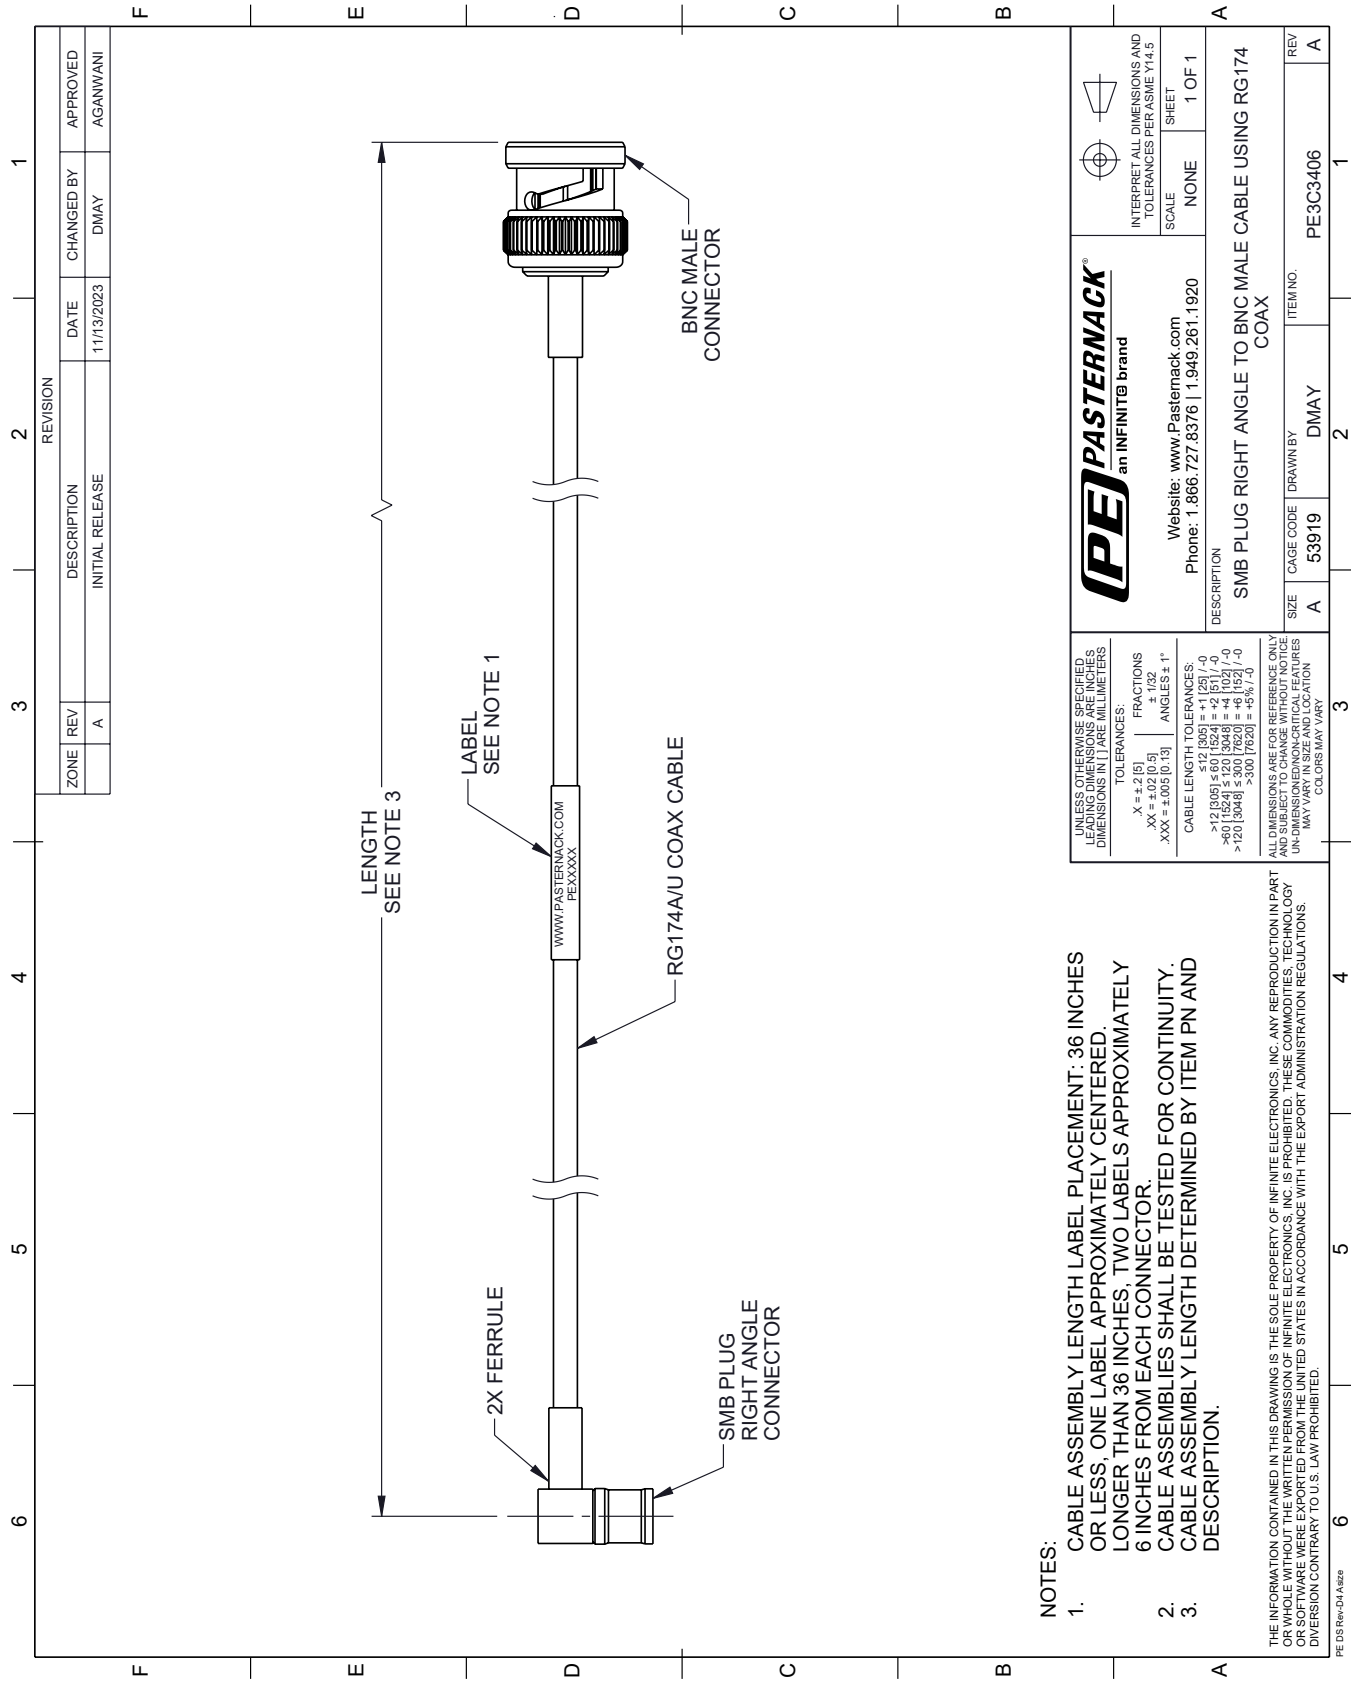 6
5
4
3
2
1
F
E
D
C
B
A
REVISION
ZONE
REV
DESCRIPTION
DATE
CHANGED BY
APPROVED
A
INITIAL RELEASE
11/13/2023
DMAY
AGANWANI
LENGTH
SEE NOTE 3
LABEL
SEE NOTE 1
2X FERRULE
WWW.PASTERNACK.COM
PEXXXXX
RG174A/U COAX CABLE
SMB PLUG
RIGHT ANGLE
CONNECTOR
BNC MALE
CONNECTOR
NOTES:
1. CABLE ASSEMBLY LENGTH LABEL PLACEMENT: 36 INCHES
OR LESS, ONE LABEL APPROXIMATELY CENTERED.
LONGER THAN 36 INCHES, TWO LABELS APPROXIMATELY
6 INCHES FROM EACH CONNECTOR.
2. CABLE ASSEMBLIES SHALL BE TESTED FOR CONTINUITY.
3. CABLE ASSEMBLY LENGTH DETERMINED BY ITEM PN AND
DESCRIPTION.
THE INFORMATION CONTAINED IN THIS DRAWING IS THE SOLE PROPERTY OF INFINITE ELECTRONICS, INC. ANY REPRODUCTION IN PART
OR WHOLE WITHOUT THE WRITTEN PERMISSION OF INFINITE ELECTRONICS, INC. IS PROHIBITED. THESE COMMODITIES, TECHNOLOGY
OR SOFTWARE WERE EXPORTED FROM THE UNITED STATES IN ACCORDANCE WITH THE EXPORT ADMINISTRATION REGULATIONS.
DIVERSION CONTRARY TO U.S. LAW PROHIBITED.
UNLESS OTHERWISE SPECIFIED
LEADING DIMENSIONS ARE INCHES
DIMENSIONS IN [ ] ARE MILLIMETERS
TOLERANCES:
.X = ±.2 [5]
.XX = ±.02 [0.5]
.XXX = ±.005 [0.13]
FRACTIONS
± 1/32
ANGLES ± 1°
CABLE LENGTH TOLERANCES:
≤12 [305] = +1 [25] / -0
>12 [305] ≤ 60 [1524] = +2 [51] / -0
>60 [1524] ≤ 120 [3048] = +4 [102] / -0
>120 [3048] ≤ 300 [7620] = +6 [152] / -0
>300 [7620] = +5% / -0
ALL DIMENSIONS ARE FOR REFERENCE ONLY
AND SUBJECT TO CHANGE WITHOUT NOTICE.
UN-DIMENSIONED/NON-CRITICAL FEATURES
MAY VARY IN SIZE AND LOCATION
COLORS MAY VARY
PE PASTERNACK®
an INFINITE brand
Website: www.Pasternack.com
Phone: 1.866.727.8376 | 1.949.261.1920
INTERPRET ALL DIMENSIONS AND
TOLERANCES PER ASME Y14.5
SCALE
NONE
SHEET
1 OF 1
DESCRIPTION
SMB PLUG RIGHT ANGLE TO BNC MALE CABLE USING RG174
COAX
SIZE
A
CAGE CODE
53919
DRAWN BY
DMAY
ITEM NO.
PE3C3406
REV
A
F
E
D
C
B
A
6
5
4
3
2
1
PE DS Rev-D4 A size